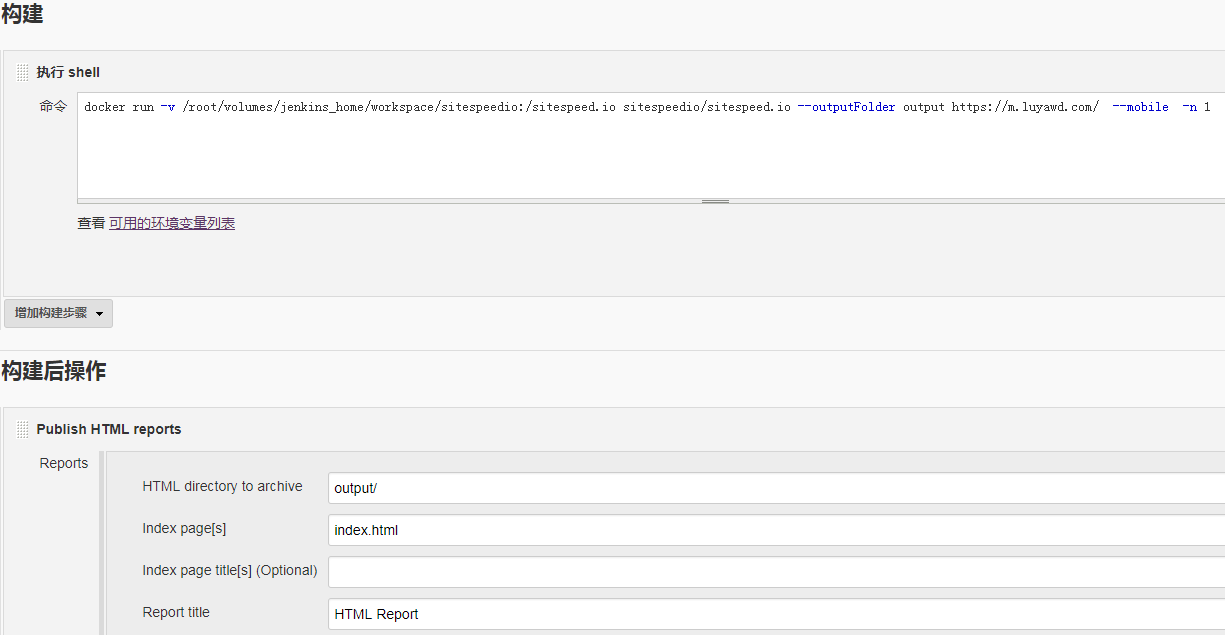 构建
执行 shell
命令 docker run -v /root/volumes/jenkins_home/workspace/sitespeedio:/sitespeed.io sitespeedio/sitespeed.io --outputFolder output https://m.luyawd.com/ --mobile -n 1
查看 可用的环境变量列表
增加构建步骤
构建后操作
Publish HTML reports
Reports
HTML directory to archive output/
Index page[s] index.html
Index page title[s] (Optional)
Report title HTML Report